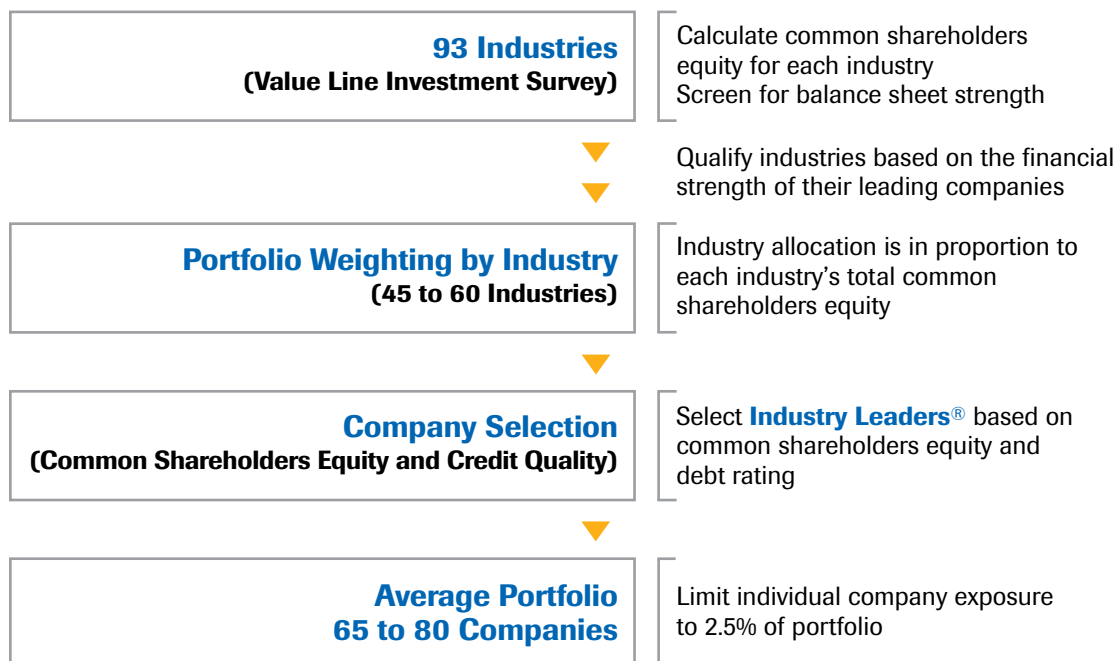 93 Industries
(Value Line Investment Survey)
Calculate common shareholders
equity for each industry
Screen for balance sheet strength
Qualify industries based on the financial
strength of their leading companies
Portfolio Weighting by Industry
(45 to 60 Industries)
Industry allocation is in proportion to
each industry’s total common
shareholders equity
Company Selection
(Common Shareholders Equity and Credit Quality)
Select Industry Leaders® based on
common shareholders equity and
debt rating
Average Portfolio
65 to 80 Companies
Limit individual company exposure
to 2.5% of portfolio